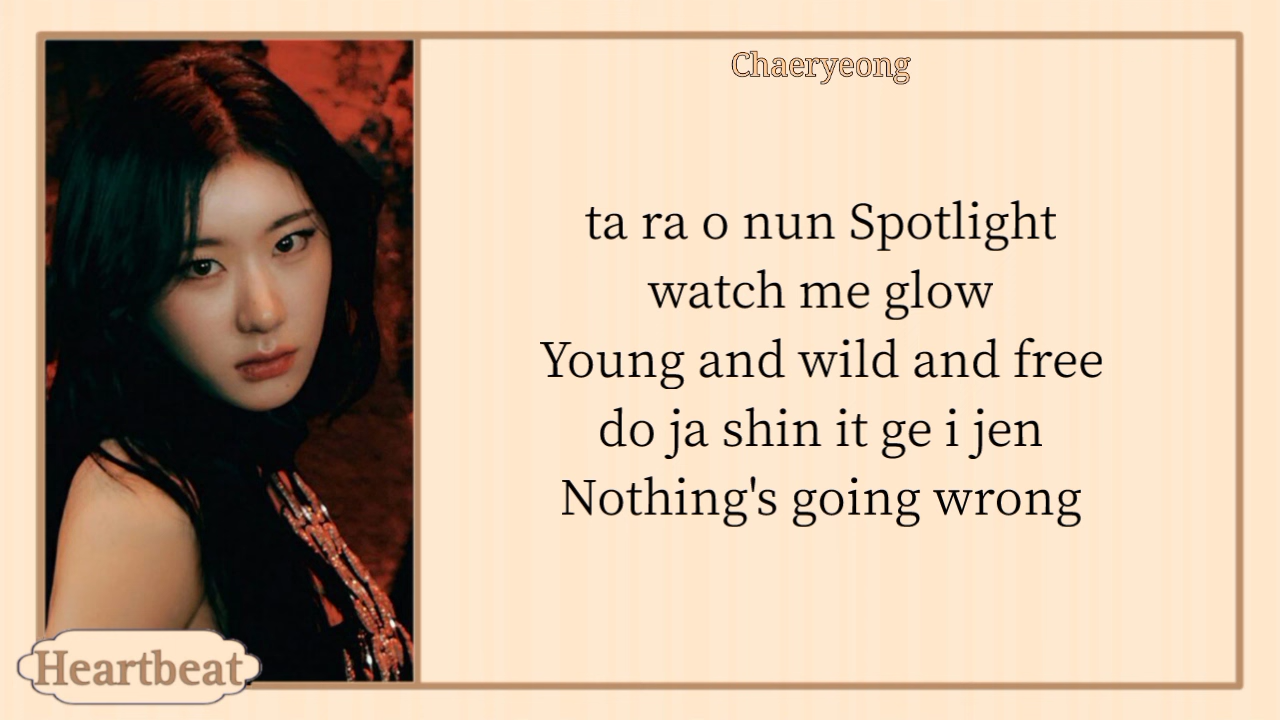 Chaeryeong
ta ra o nun Spotlight
watch me glow
Young and wild and free
do ja shin it ge i jen
Nothing's going wrong
Heartbeat